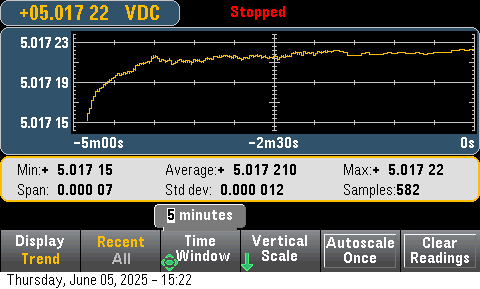 +05.017 22 VDC Stopped
5.017 23
5.017 19
5.017 15
-5m00s -2m30s 0s
Min:+ 5.017 15 Average:+ 5.017 210 Max:+ 5.017 22
Span: 0.000 07 Std dev: 0.000 012 Samples:582
5 minutes
Display Recent Time Vertical Autoscale Clear
Trend All Window Scale Once Readings
Thursday, June 05, 2025 - 15:22